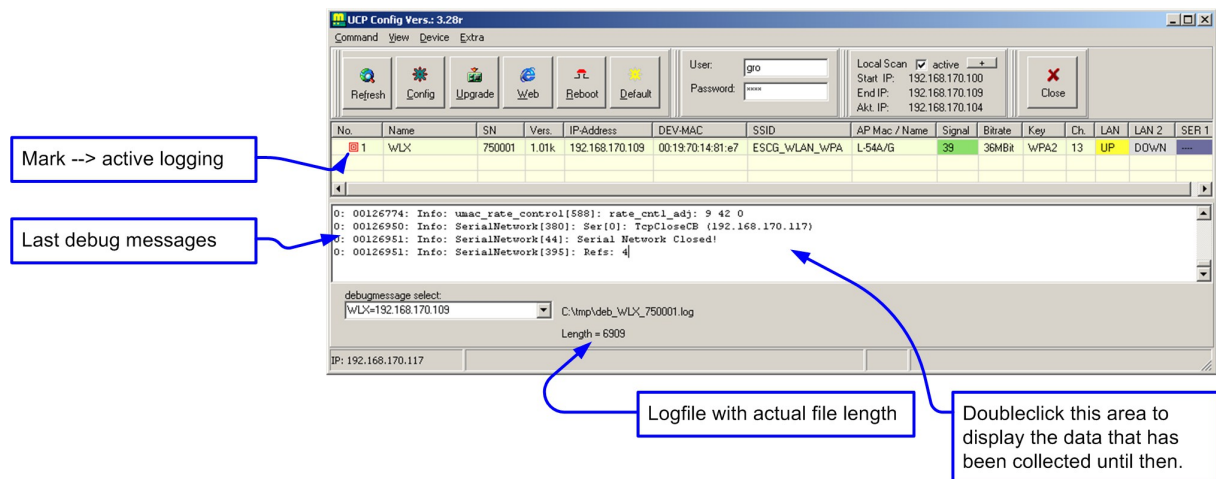 UCP Config Vers.: 3.28r
Command View Device Extra
Refresh
Config
Upgrade
Web
Reboot
Default
User: gro
Password: ****
Local Scan active +
Start IP: 192.168.170.100
End IP: 192.168.170.109
Akt. IP: 192.168.170.104
Close
No. Name SN Vers. IP-Address DEV-MAC SSID AP Mac / Name Signal Bitrate Key Ch. LAN LAN 2 SER 1
1 WLX 750001 1.01k 192.168.170.109 00:19:70:14:81:e7 ESCG_WLAN_WPA L-54A/G 39 36MBit WPA2 13 UP DOWN ----
Mark --> active logging
0: 00126774: Info: umac_rate_control[588]: rate_cntl_adj: 9 42 0
0: 00126950: Info: SerialNetwork[380]: Ser[0]: TcpCloseCB (192.168.170.117)
0: 00126951: Info: SerialNetwork[44]: Serial Network Closed!
0: 00126951: Info: SerialNetwork[395]: Refs: 4
Last debug messages
debugmessage select:
WLX=192.168.170.109
C:\tmp\deb_WLX_750001.log
Length = 6909
IP: 192.168.170.117
Logfile with actual file length
Doubleclick this area to
display the data that has
been collected until then.